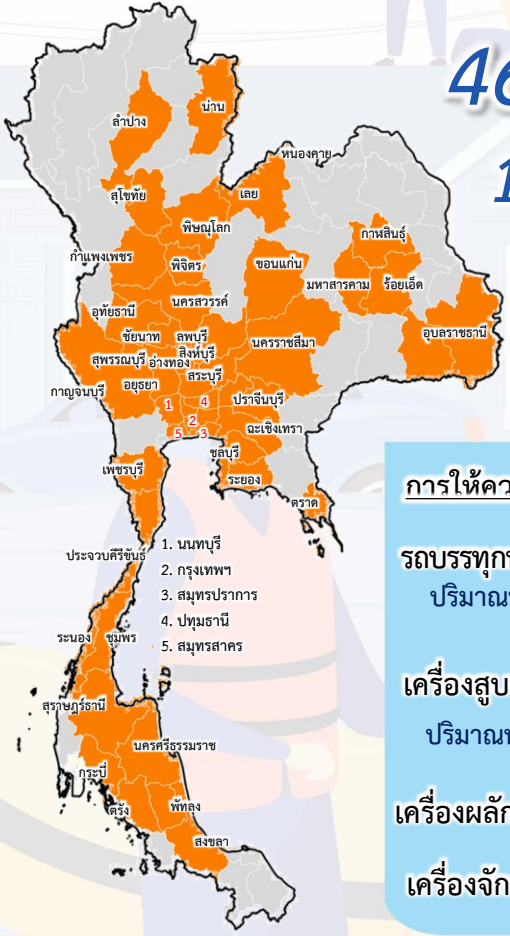 46
1
น่าน
ลำปาง
หนองคาย
สุโขทัย
เลย
พิษณุโลก
กาฬสินธุ์
กำแพงเพชร
พิจิตร
ขอนแก่น
มหาสารคาม
ร้อยเอ็ด
นครสวรรค์
อุทัยธานี
ชัยนาท
ลพบุรี
นครราชสีมา
อุบลราชธานี
สุพรรณบุรี
อ่างทอง
สิงห์บุรี
สระบุรี
กาญจนบุรี
อยุธยา
ปราจีนบุรี
1
4
2
5
3
ฉะเชิงเทรา
ชลบุรี
เพชรบุรี
ระยอง
ตราด
การให้คว
ประจวบคีรีขันธ์
1. นนทบุรี
2. กรุงเทพฯ
3. สมุทรปราการ
4. ปทุมธานี
5. สมุทรสาคร
รถบรรทุก
ปริมาณ
ระนอง
ชุมพร
สุราษฎร์ธานี
เครื่องสูบ
ปริมาณ
นครศรีธรรมราช
กระบี่
ตรัง
พัทลุง
เครื่องผลัก
สงขลา
เครื่องจัก